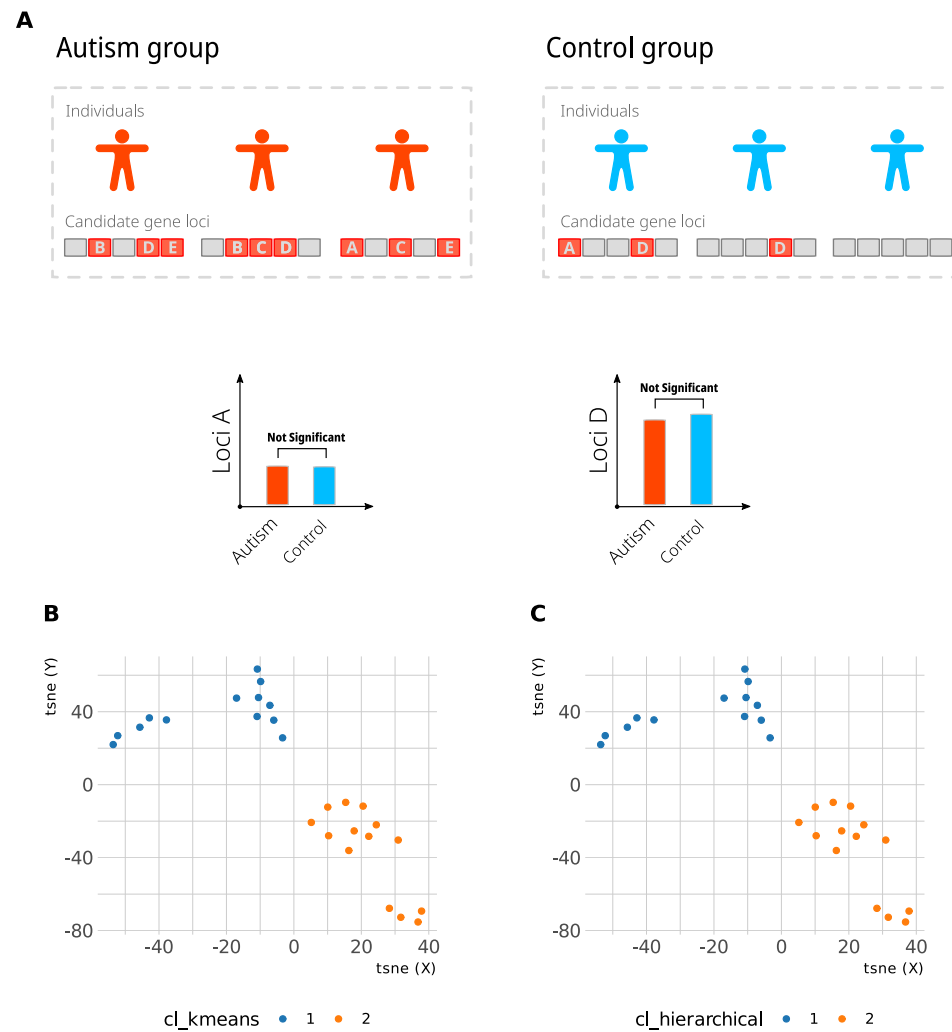 A
Autism group
Control group
Individuals
Individuals
Candidate gene loci
Candidate gene loci
B D E
B C D
A C E
A D
D
Loci A
Not Significant
Autism
Control
Loci D
Not Significant
Autism
Control
B
tsne (Y)
40
0
-40
-80
-40 -20 0 20 40
tsne (X)
cl_kmeans 1 2
C
tsne (Y)
40
0
-40
-80
-40 -20 0 20 40
tsne (X)
cl_hierarchical 1 2